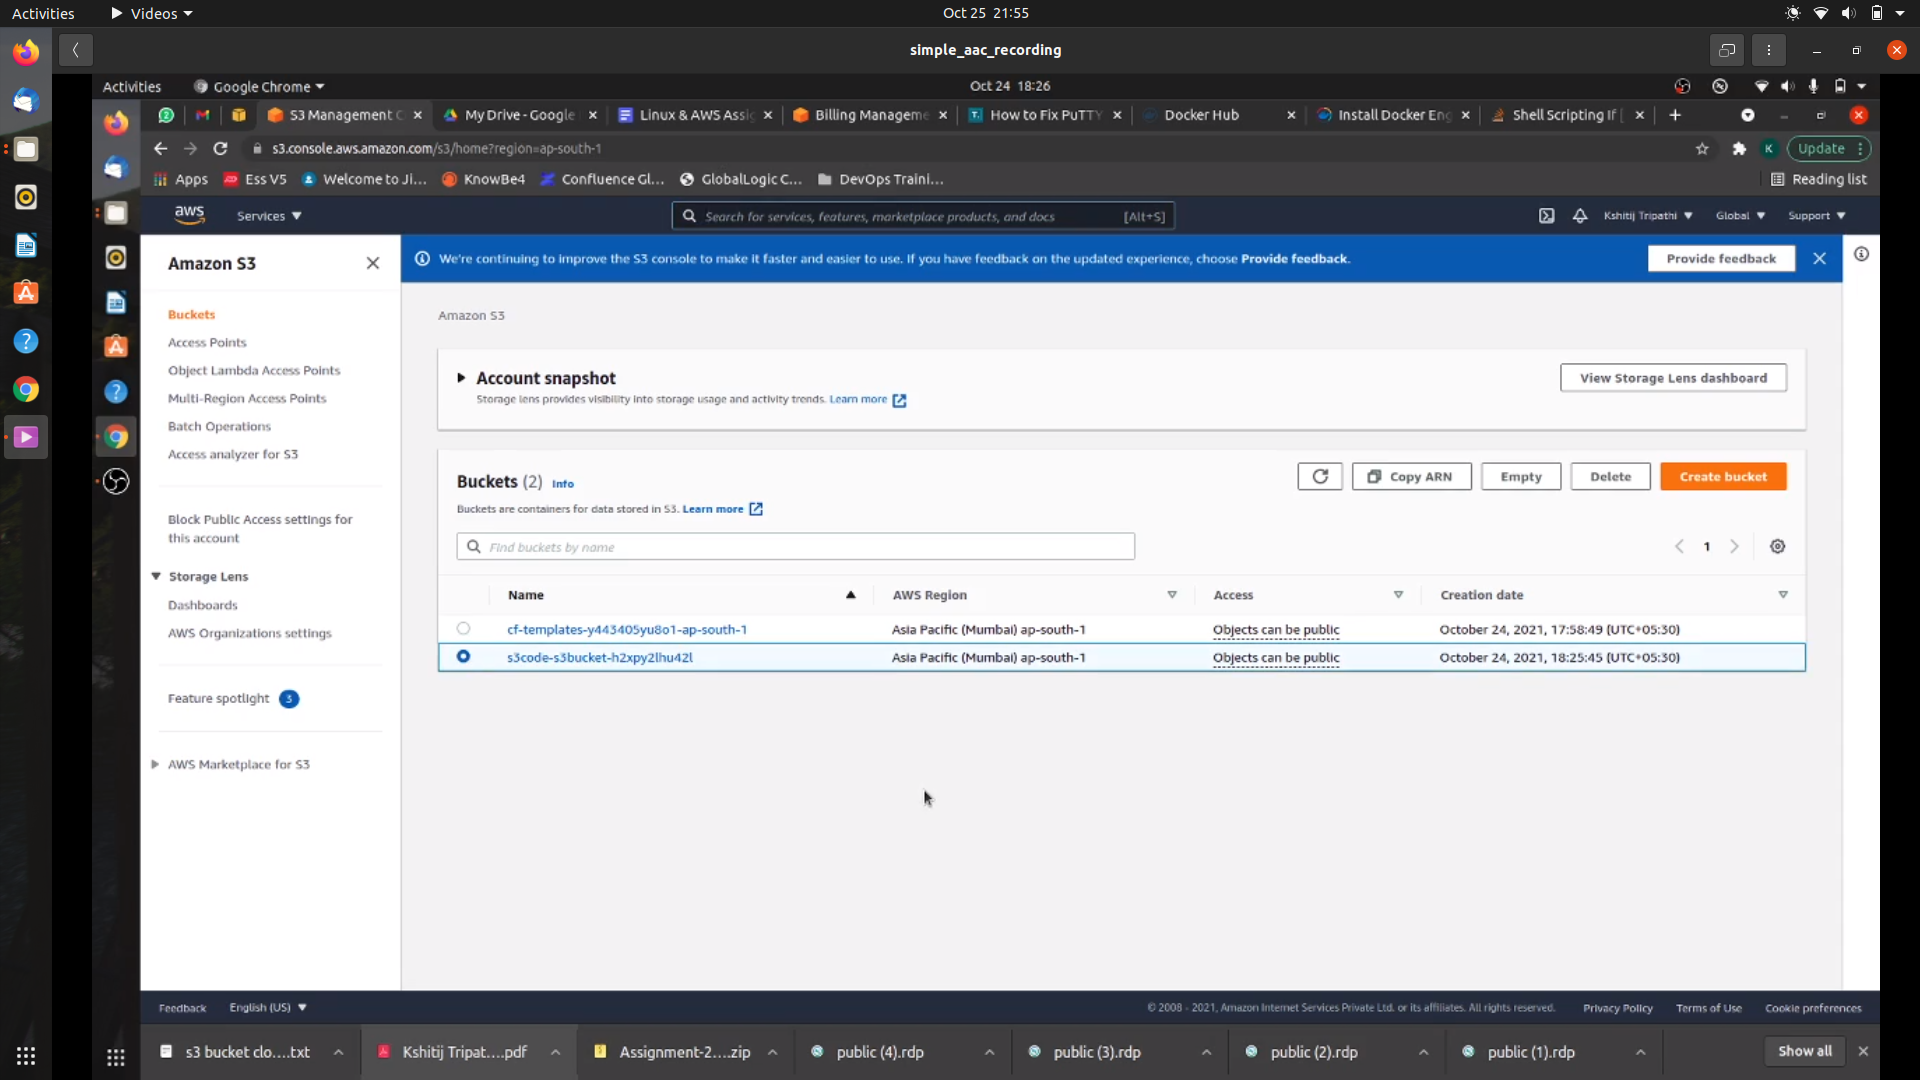 Activities
Videos
Oct 25 21:55
simple_aac_recording
Activities
Google Chrome
Oct 24 18:26
S3 Management C
My Drive - Google
Linux & AWS Assig
Billing Manageme
How to Fix PuTTY
Docker Hub
Install Docker Eng
Shell Scripting If [
s3.console.aws.amazon.com/s3/home?region=ap-south-1
K
Update
Apps
Ess V5
Welcome to Ji...
KnowBe4
Confluence Gl...
GlobalLogic C...
DevOps Traini...
Reading list
aws
Services
Search for services, features, marketplace products, and docs
[Alt+S]
Kshitij Tripathi
Global
Support
Amazon S3
We're continuing to improve the S3 console to make it faster and easier to use. If you have feedback on the updated experience, choose Provide feedback.
Provide feedback
Buckets
Access Points
Object Lambda Access Points
Multi-Region Access Points
Batch Operations
Access analyzer for S3
Block Public Access settings for
this account
Storage Lens
Dashboards
AWS Organizations settings
Feature spotlight 3
AWS Marketplace for S3
Amazon S3
Account snapshot
Storage lens provides visibility into storage usage and activity trends. Learn more
View Storage Lens dashboard
Buckets (2) Info
Buckets are containers for data stored in S3. Learn more
Copy ARN
Empty
Delete
Create bucket
Find buckets by name
1
Name AWS Region Access Creation date
cf-templates-y443405yu8o1-ap-south-1 Asia Pacific (Mumbai) ap-south-1 Objects can be public October 24, 2021, 17:58:49 (UTC+05:30)
s3code-s3bucket-h2xpy2lhu42l Asia Pacific (Mumbai) ap-south-1 Objects can be public October 24, 2021, 18:25:45 (UTC+05:30)
Feedback
English (US)
© 2008 - 2021, Amazon Internet Services Private Ltd. or its affiliates. All rights reserved.
Privacy Policy
Terms of Use
Cookie preferences
s3 bucket clo....txt
Kshitij Tripat....pdf
Assignment-2....zip
public (4).rdp
public (3).rdp
public (2).rdp
public (1).rdp
Show all